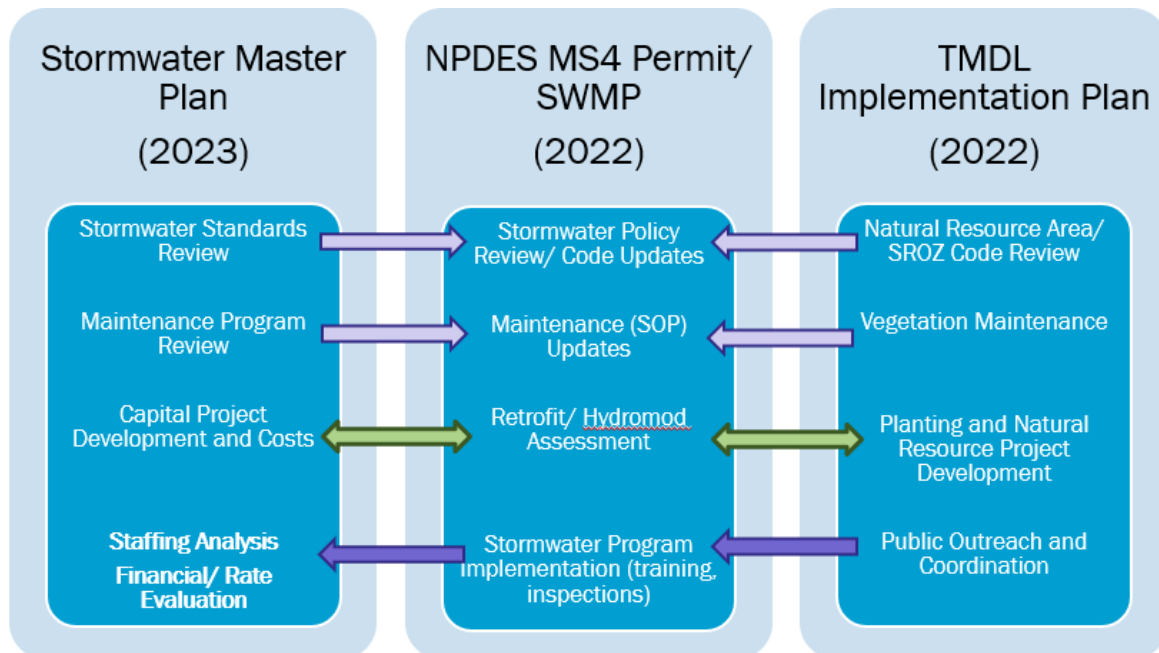 Stormwater Master
Plan
(2023)
Stormwater Standards
Review
Maintenance Program
Review
Capital Project
Development and Costs
Staffing Analysis
Financial/ Rate
Evaluation
NPDES MS4 Permit/
SWMP
(2022)
Stormwater Policy
Review/ Code Updates
Maintenance (SOP)
Updates
Retrofit/ Hydromod
Assessment
Stormwater Program
Implementation (training,
inspections)
TMDL
Implementation Plan
(2022)
Natural Resource Area/
SROZ Code Review
Vegetation Maintenance
Planting and Natural
Resource Project
Development
Public Outreach and
Coordination